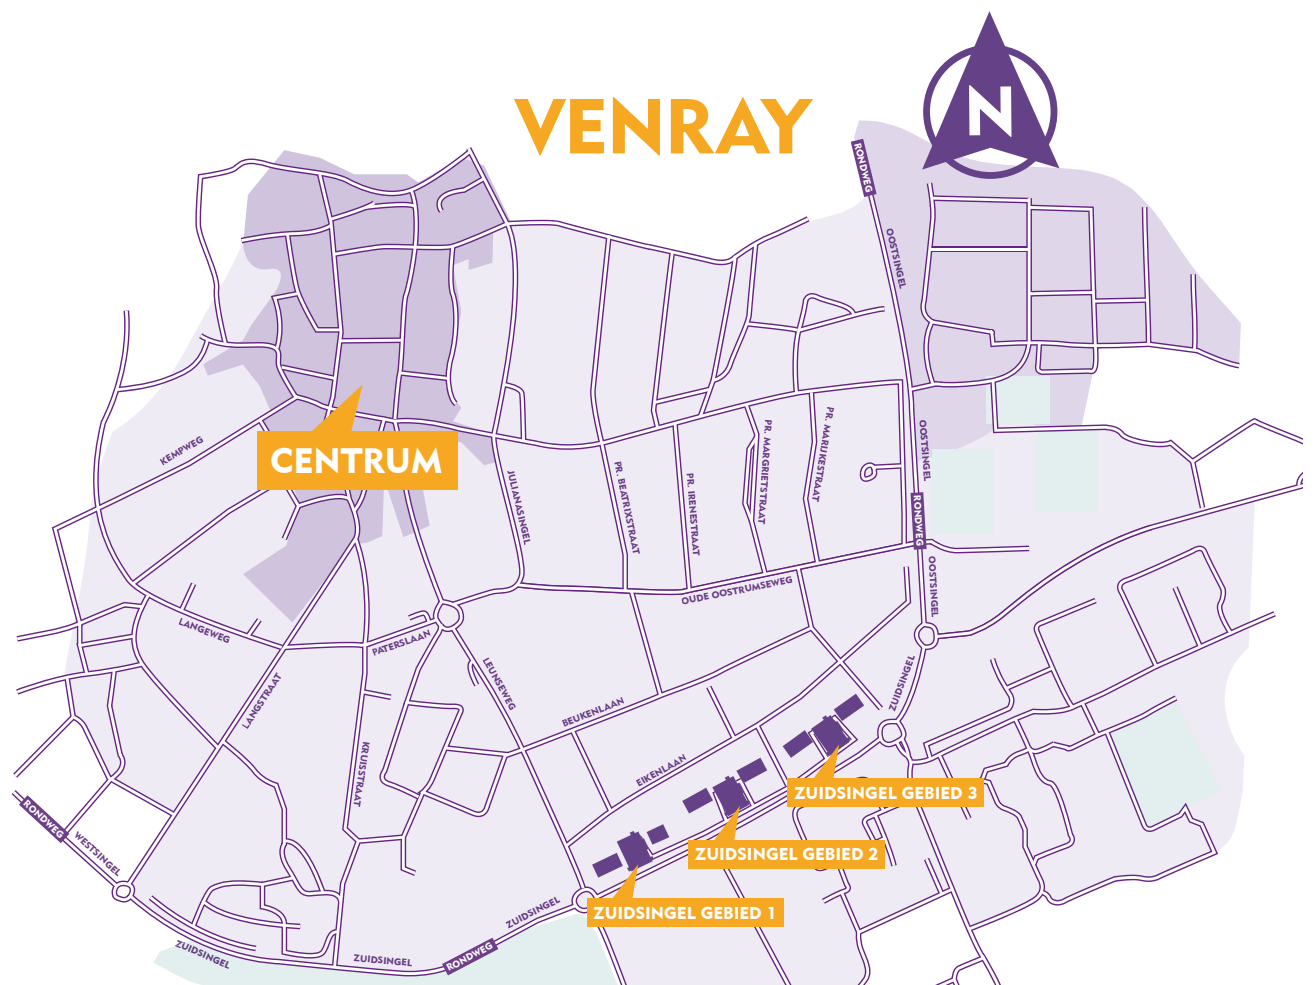 VENRAY
N
RONDWEG
OOSTSINGEL
KEMPWEG
CENTRUM
JULIANASINGEL
PR. BEATRIXSTRAAT
PR. IRENESTRAAT
PR. MARGRIETSTRAAT
PR. MARIJKESTRAAT
OOSTSINGEL
RONDWEG
OOSTSINGEL
OUDE OOSTRUMSEWEG
LANGEWEG
PATERSLAAN
LEUNSEWEG
LANGSTRAAT
BEUKENLAAN
ZUIDSINGEL
KRUISSTRAAT
EIKENLAAN
ZUIDSINGEL GEBIED 3
RONDWEG
WESTSINGEL
ZUIDSINGEL GEBIED 2
ZUIDSINGEL GEBIED 1
ZUIDSINGEL
ZUIDSINGEL
ZUIDSINGEL
RONDWEG